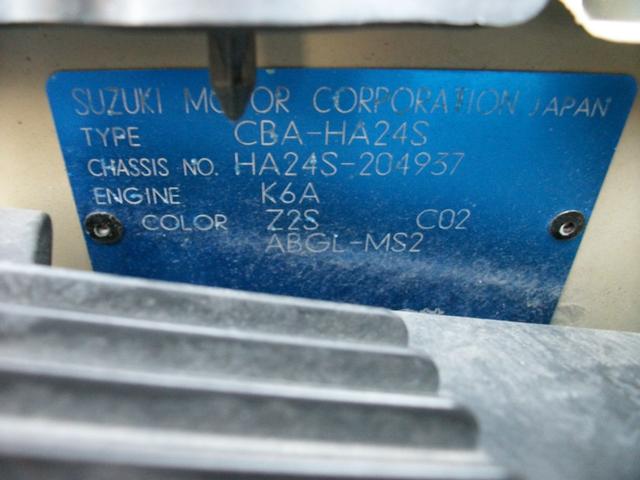 SUZUKI MOTOR CORPORATION JAPAN
TYPE CBA-HA24S
CHASSIS NO. HA24S-204937
ENGINE K6A
COLOR Z2S C02
ABGL-MS2